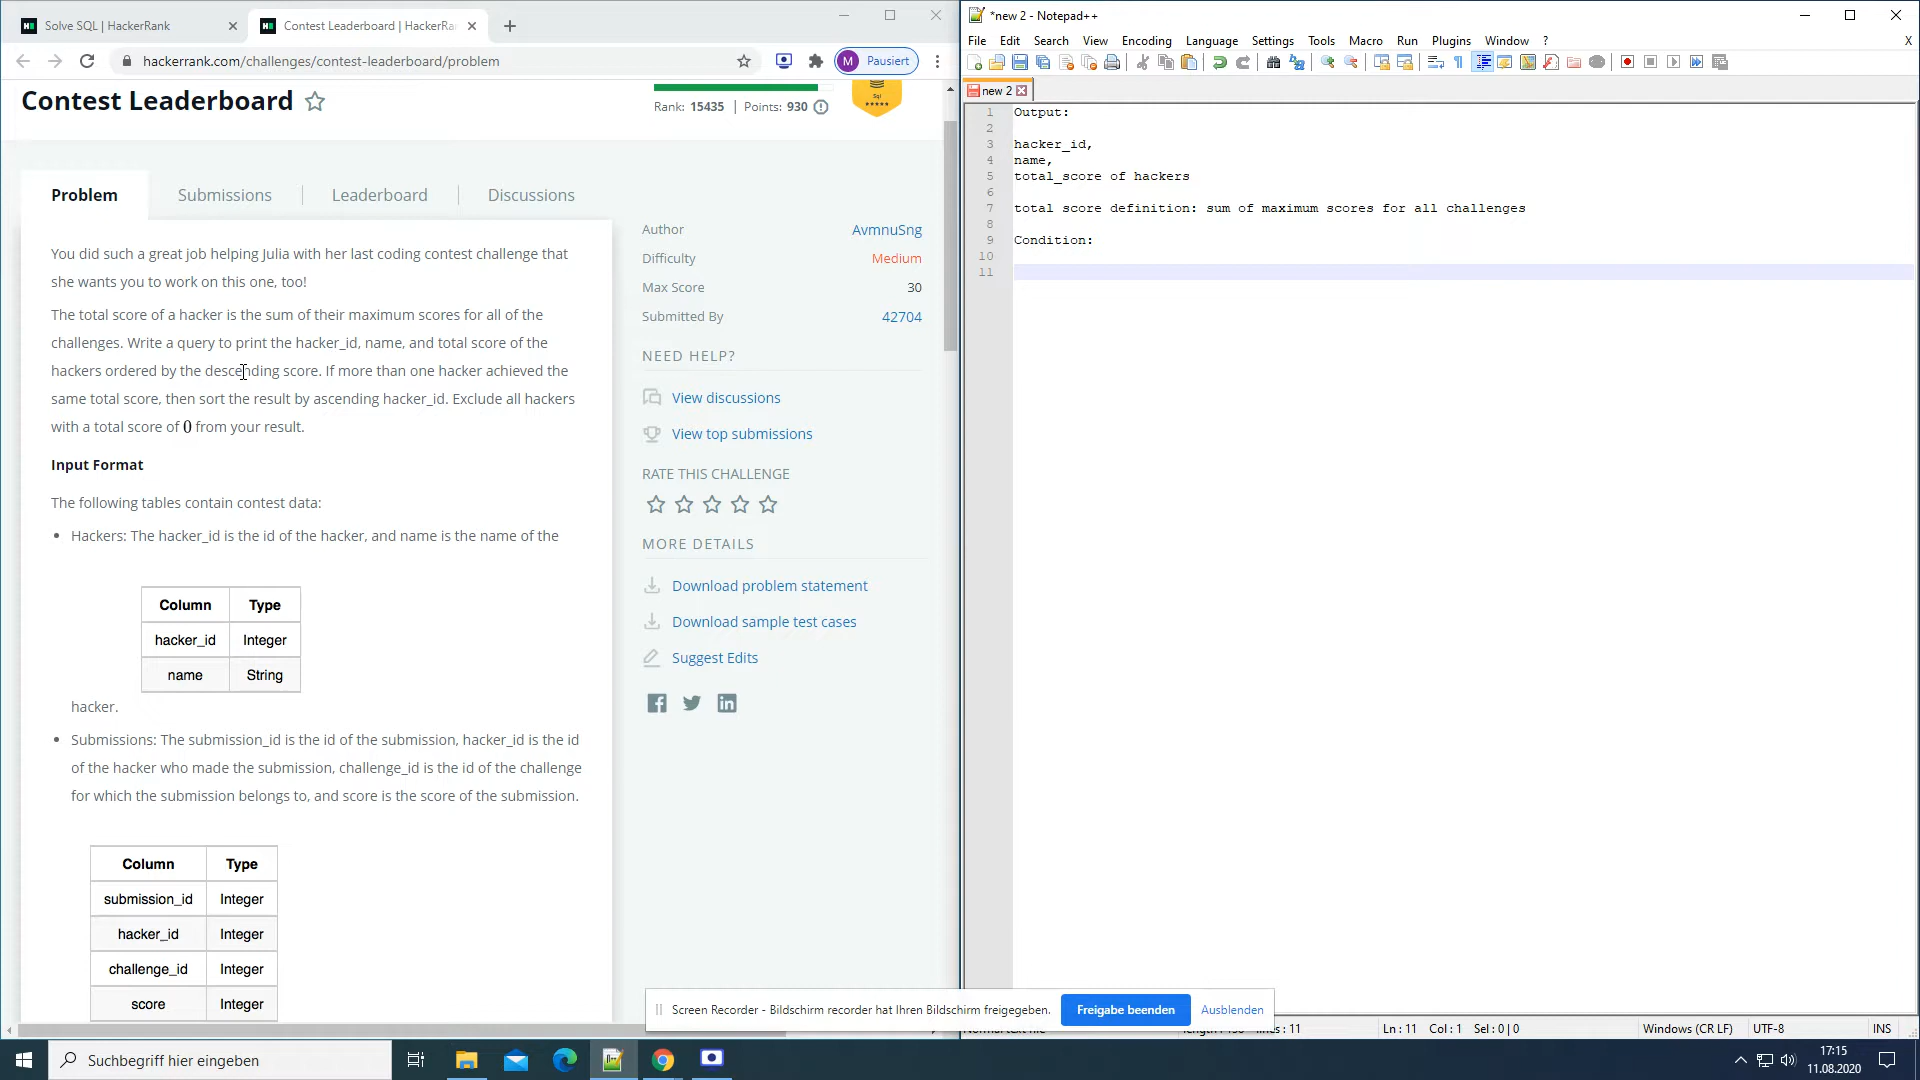 Solve SQL | HackerRank
Contest Leaderboard | HackerRa
hackerrank.com/challenges/contest-leaderboard/problem
M Pausiert
Contest Leaderboard
Rank: 15435 | Points: 930
Sql
Problem
Submissions
Leaderboard
Discussions
You did such a great job helping Julia with her last coding contest challenge that
she wants you to work on this one, too!
The total score of a hacker is the sum of their maximum scores for all of the
challenges. Write a query to print the hacker_id, name, and total score of the
hackers ordered by the descending score. If more than one hacker achieved the
same total score, then sort the result by ascending hacker_id. Exclude all hackers
with a total score of 0 from your result.
Input Format
The following tables contain contest data:
• Hackers: The hacker_id is the id of the hacker, and name is the name of the
Column Type
hacker_id Integer
name String
hacker.
• Submissions: The submission_id is the id of the submission, hacker_id is the id
of the hacker who made the submission, challenge_id is the id of the challenge
for which the submission belongs to, and score is the score of the submission.
Column Type
submission_id Integer
hacker_id Integer
challenge_id Integer
score Integer
Author AvmnuSng
Difficulty Medium
Max Score 30
Submitted By 42704
NEED HELP?
View discussions
View top submissions
RATE THIS CHALLENGE
MORE DETAILS
Download problem statement
Download sample test cases
Suggest Edits
*new 2 - Notepad++
File Edit Search View Encoding Language Settings Tools Macro Run Plugins Window ? X
new 2
1 Output:
2
3 hacker_id,
4 name,
5 total_score of hackers
6
7 total score definition: sum of maximum scores for all challenges
8
9 Condition:
10
11
Screen Recorder - Bildschirm recorder hat Ihren Bildschirm freigegeben.
Freigabe beenden
Ausblenden
Ln : 11 Col : 1 Sel : 0 | 0
Windows (CR LF)
UTF-8
INS
Suchbegriff hier eingeben
17:15
11.08.2020